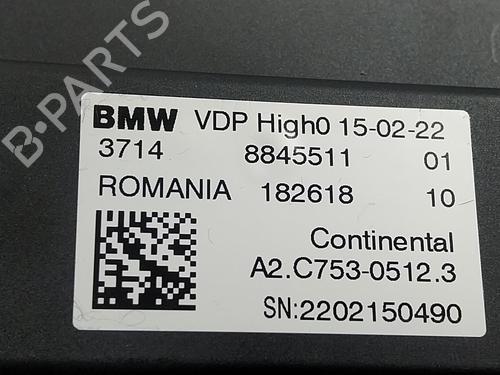 B-PARTS
BMW VDP High0 15-02-22
3714 8845511 01
ROMANIA 182618 10
Continental
A2.C753-0512.3
SN:2202150490